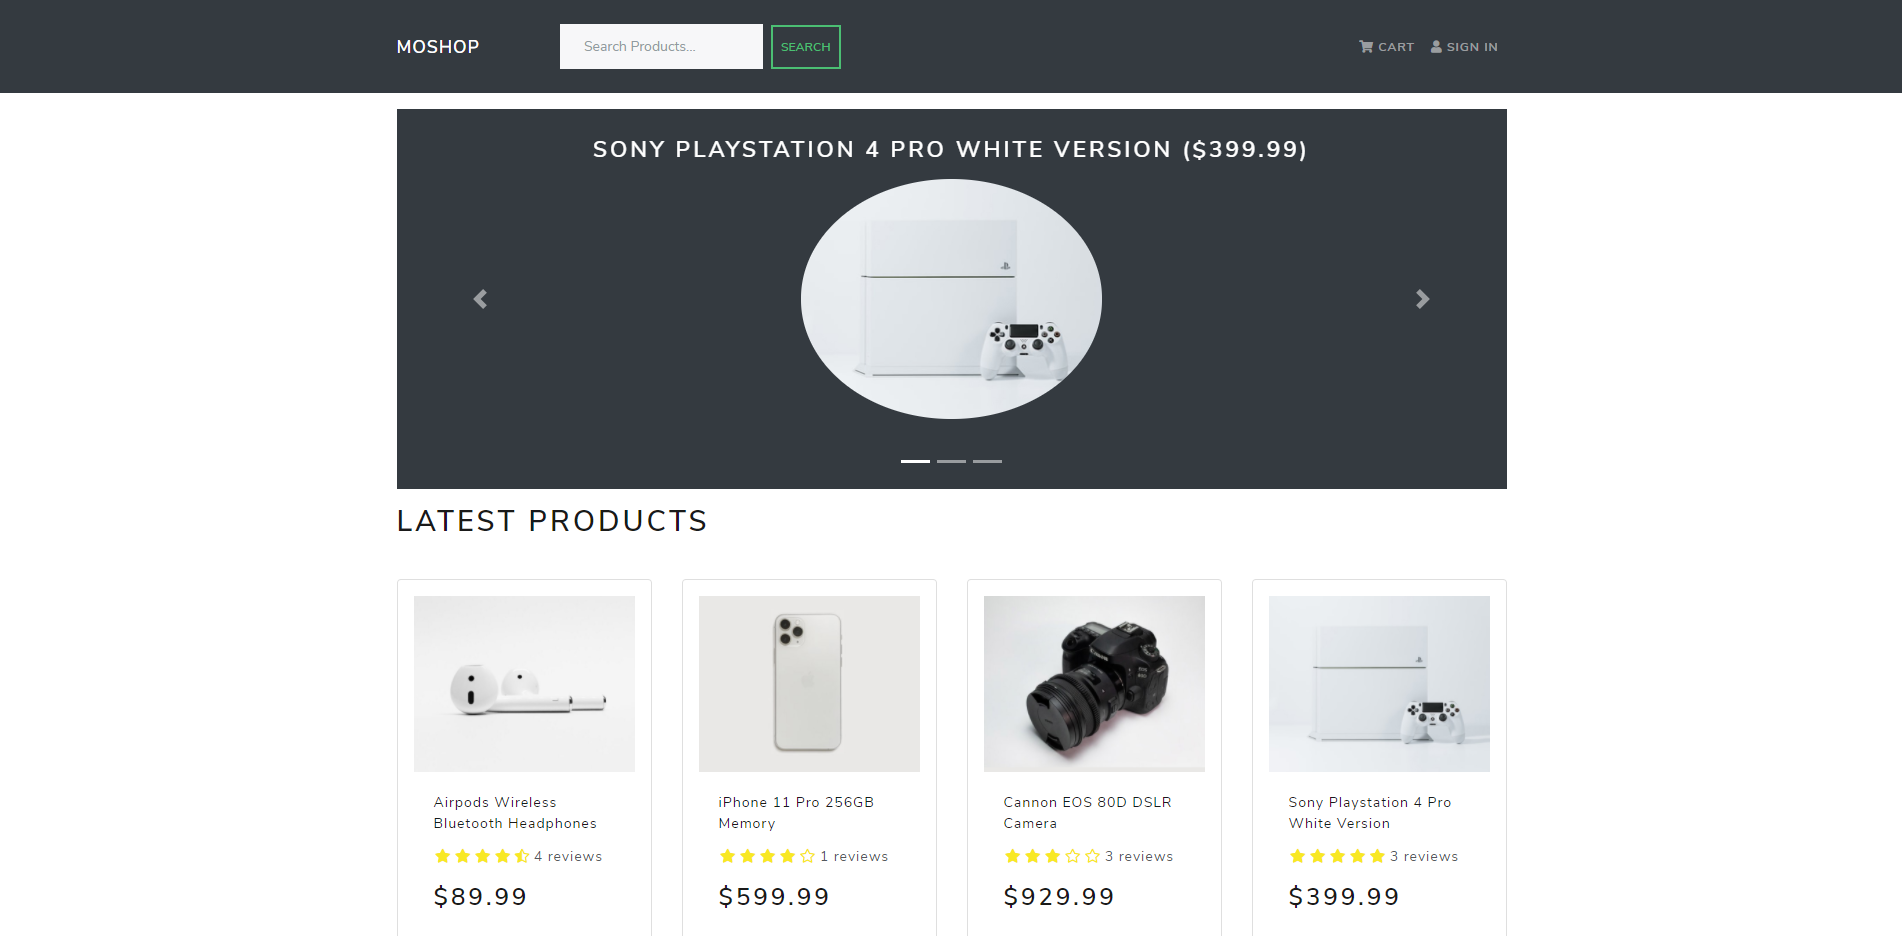 MOSHOP
Search Products...
SEARCH
CART
SIGN IN
SONY PLAYSTATION 4 PRO WHITE VERSION ($399.99)
LATEST PRODUCTS
Airpods Wireless
Bluetooth Headphones
4 reviews
$89.99
iPhone 11 Pro 256GB
Memory
1 reviews
$599.99
Cannon EOS 80D DSLR
Camera
3 reviews
$929.99
Sony Playstation 4 Pro
White Version
3 reviews
$399.99